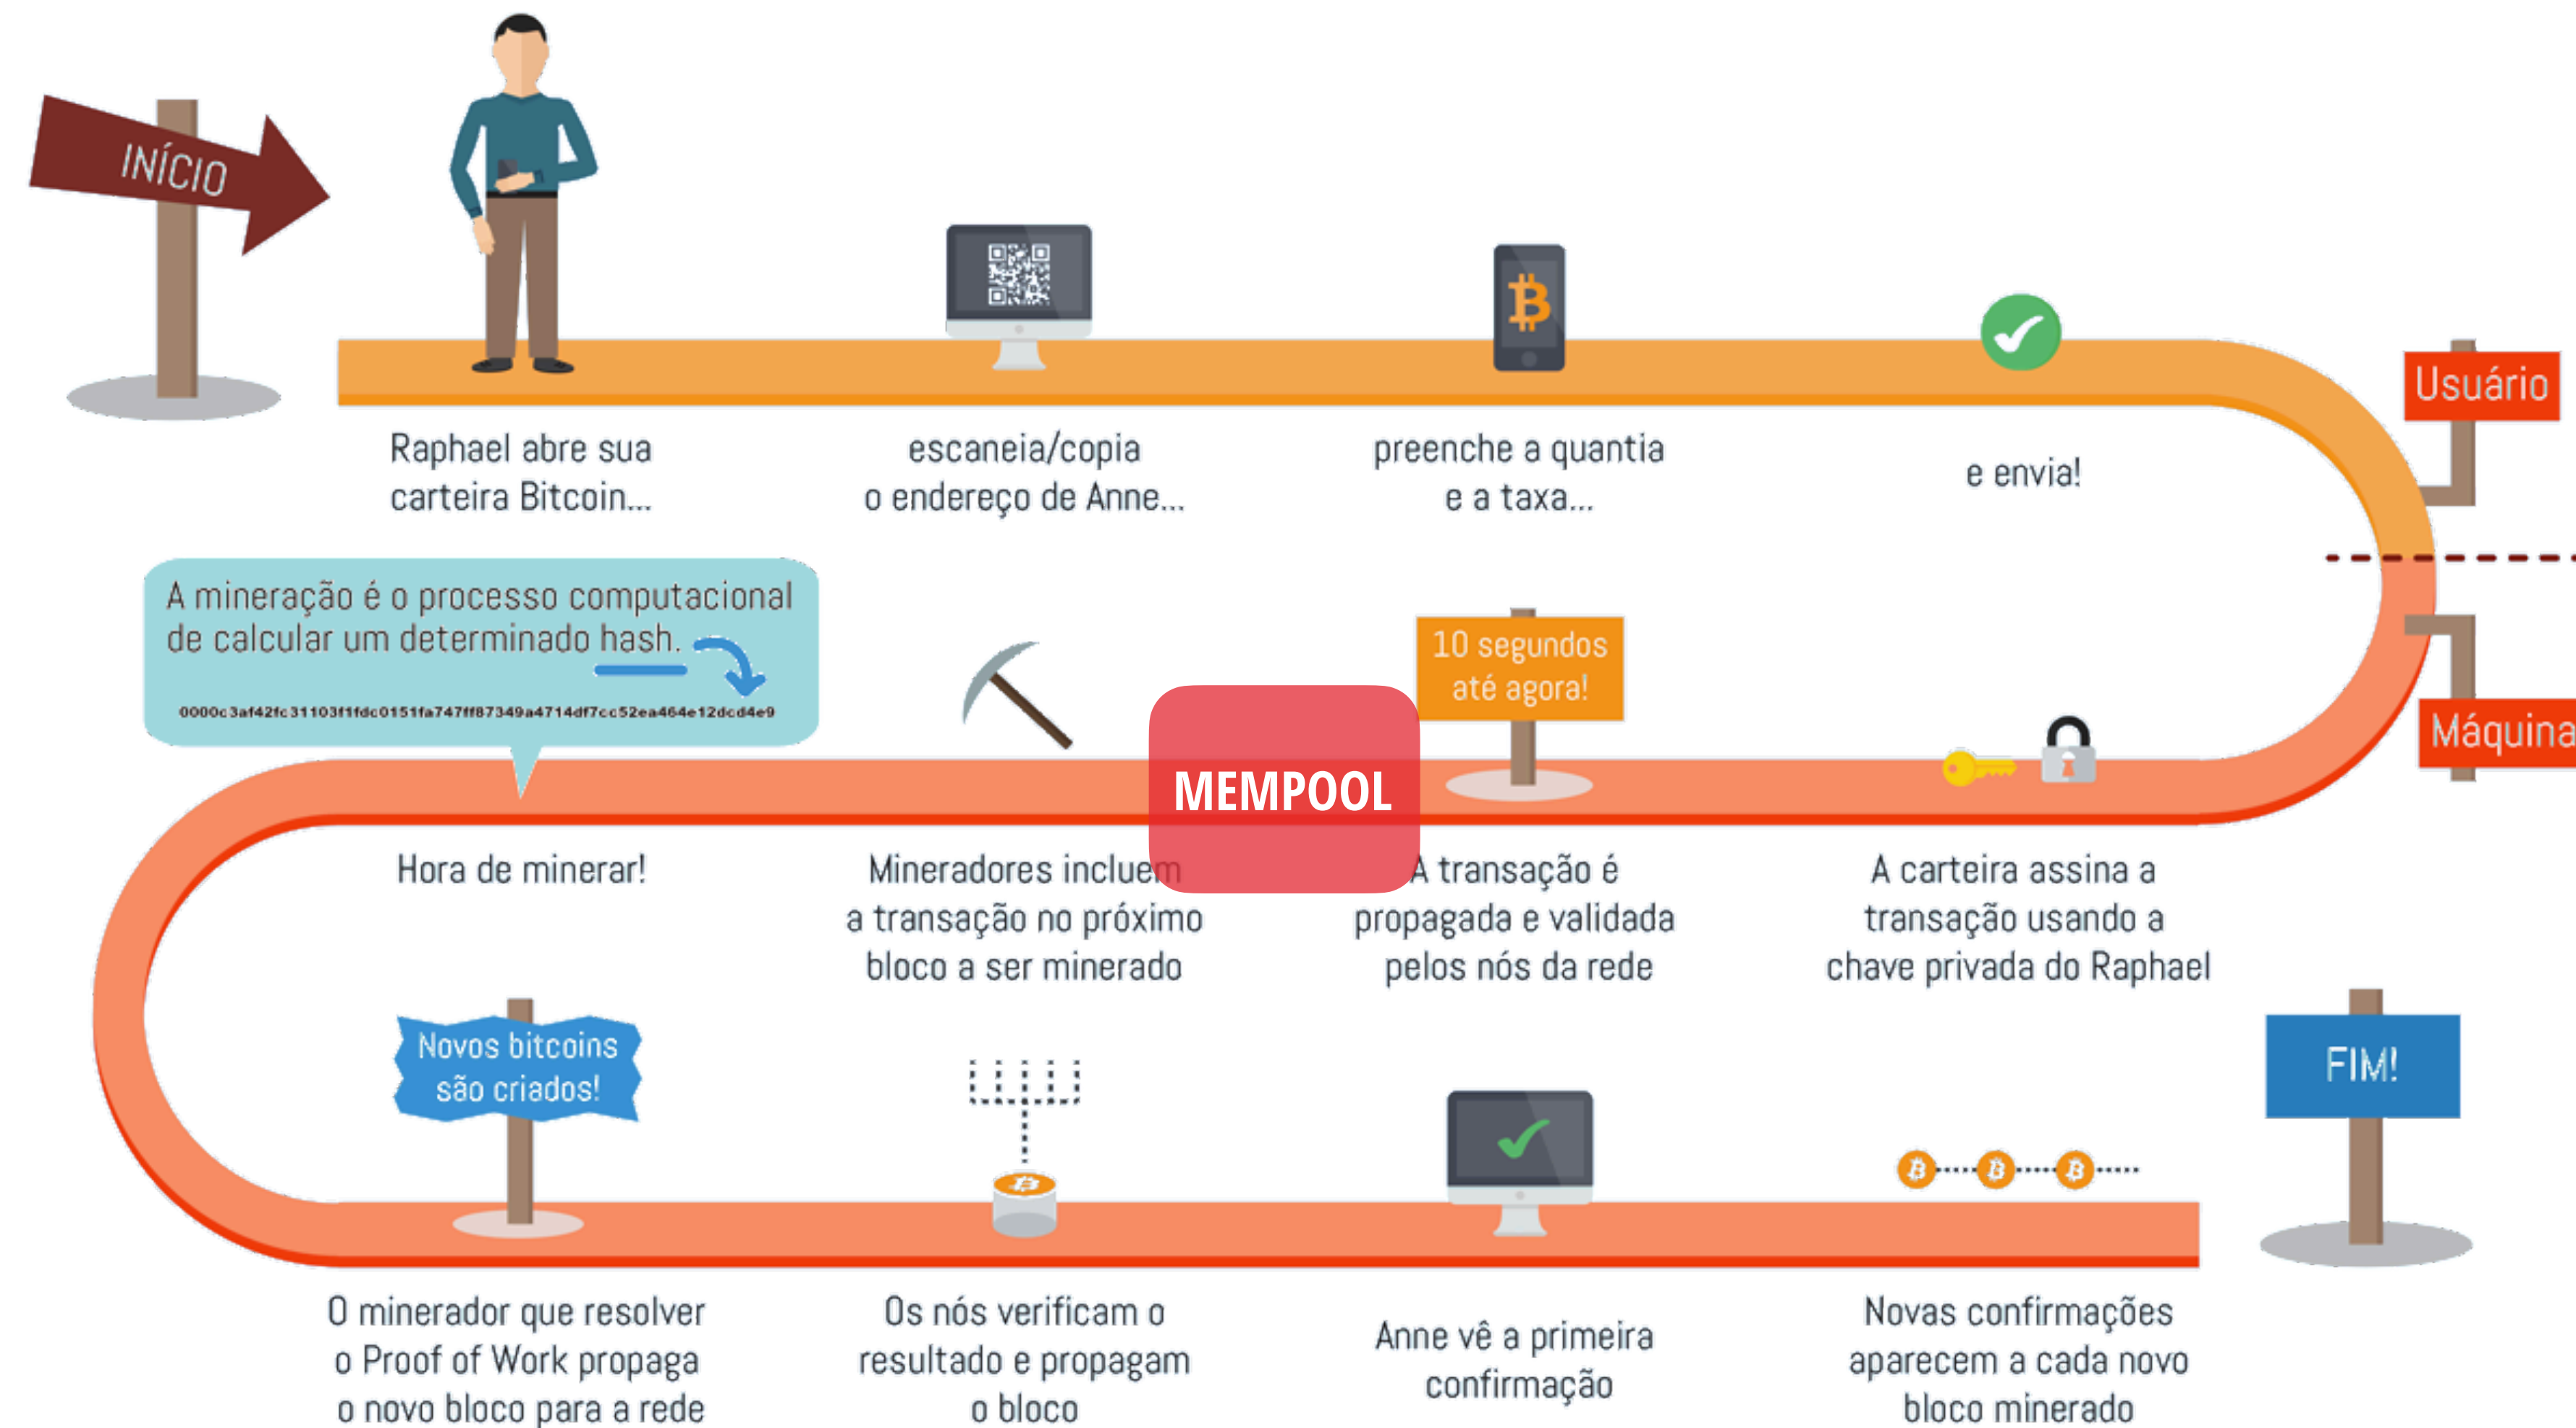 INÍCIO
Raphael abre sua
carteira Bitcoin...
escaneia/copia
o endereço de Anne...
preenche a quantia
e a taxa...
e envia!
Usuário
Máquina
A carteira assina a
transação usando a
chave privada do Raphael
10 segundos
até agora!
A transação é
propagada e validada
pelos nós da rede
MEMPOOL
Mineradores incluem
a transação no próximo
bloco a ser minerado
A mineração é o processo computacional
de calcular um determinado hash.
Hora de minerar!
Novos bitcoins
são criados!
O minerador que resolver
o Proof of Work propaga
o novo bloco para a rede
Os nós verificam o
resultado e propagam
o bloco
Anne vê a primeira
confirmação
Novas confirmações
aparecem a cada novo
bloco minerado
FIM!